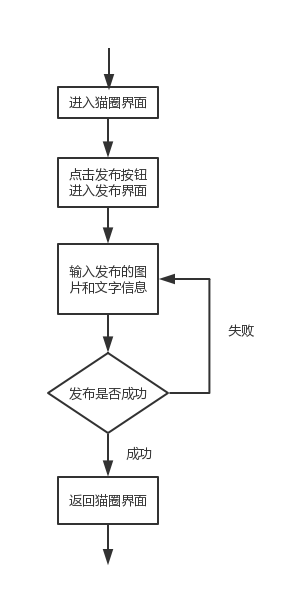 进入猫圈界面
点击发布按钮
进入发布界面
输入发布的图
片和文字信息
失败
发布是否成功
成功
返回猫圈界面